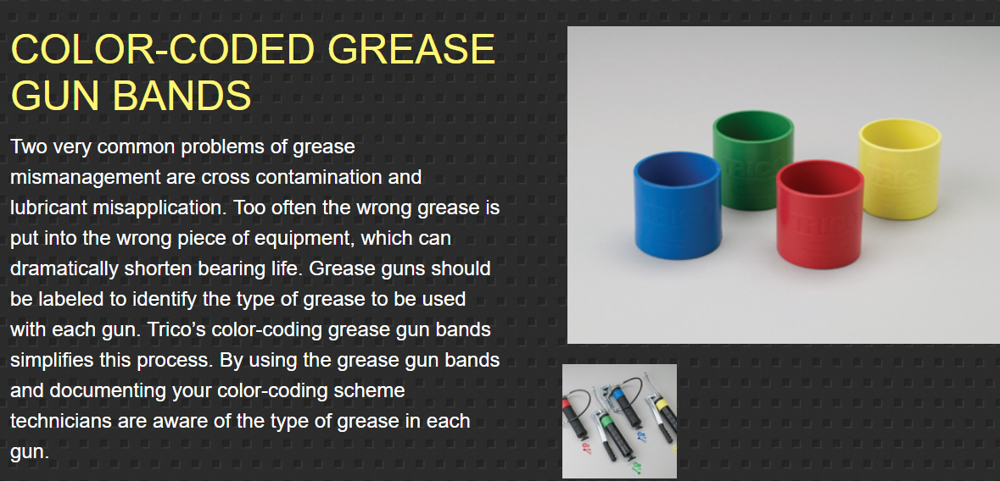 COLOR-CODED GREASE
GUN BANDS
Two very common problems of grease
mismanagement are cross contamination and
lubricant misapplication. Too often the wrong grease is
put into the wrong piece of equipment, which can
dramatically shorten bearing life. Grease guns should
be labeled to identify the type of grease to be used
with each gun. Trico’s color-coding grease gun bands
simplifies this process. By using the grease gun bands
and documenting your color-coding scheme
technicians are aware of the type of grease in each
gun.
TRICO
TRICO
TRICO
TRICO